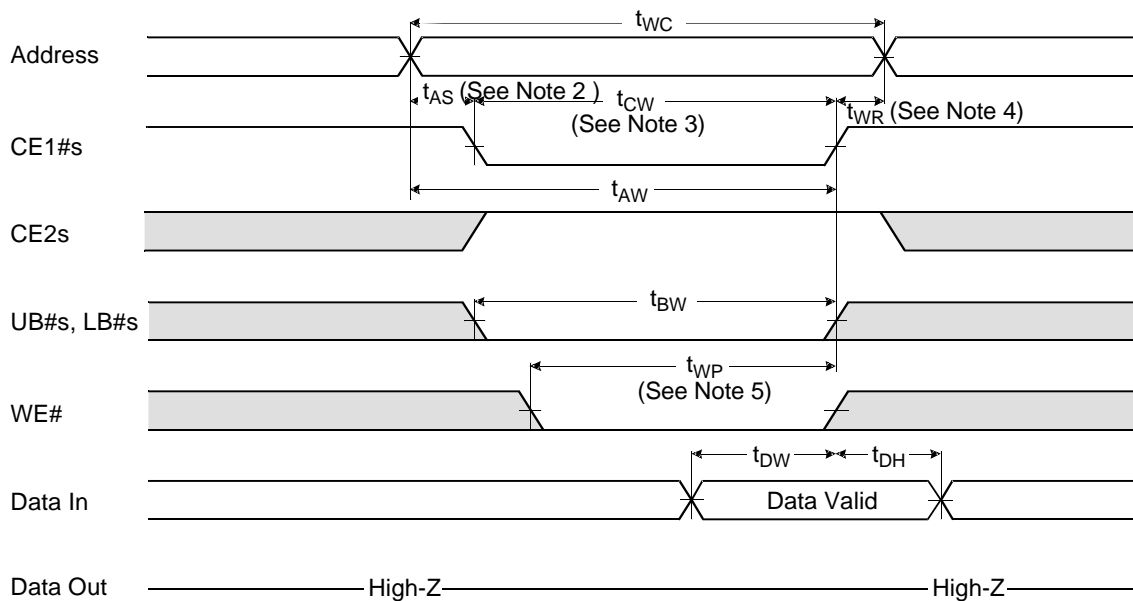 tWC
Address
tAS (See Note 2 )
tCW
(See Note 3)
tWR (See Note 4)
CE1#s
tAW
CE2s
tBW
UB#s, LB#s
tWP
(See Note 5)
WE#
tDW
tDH
Data In
Data Valid
Data Out
High-Z
High-Z